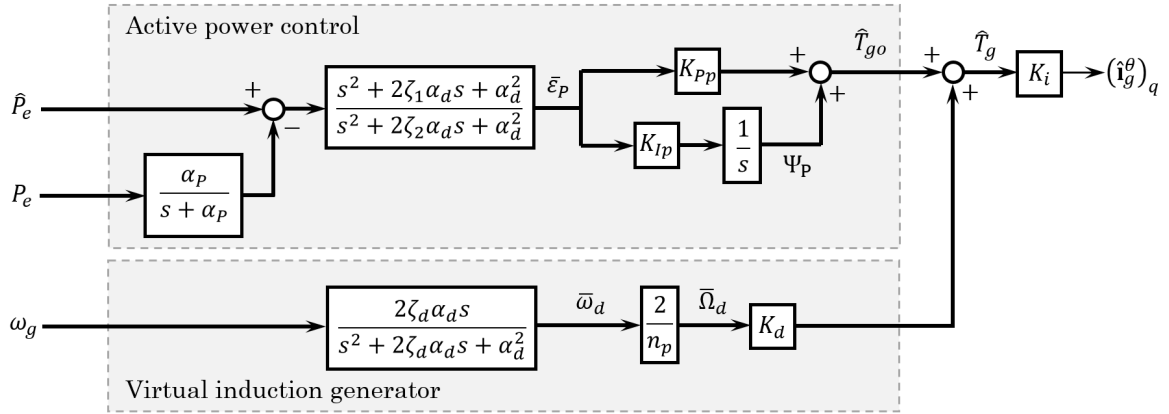 Active power control
P̂ₑ
+
−
s² + 2ζ₁α_d s + α_d²
s² + 2ζ₂α_d s + α_d²
ε̄_P
K_Pp
+
+
T̂_go
+
+
T̂_g
K_i
(î_g^θ)_q
K_Ip
1
s
Ψ_P
Pₑ
α_P
s + α_P
ω_g
2ζ_d α_d s
s² + 2ζ_d α_d s + α_d²
ω̄_d
2
n_p
Ω̄_d
K_d
Virtual induction generator